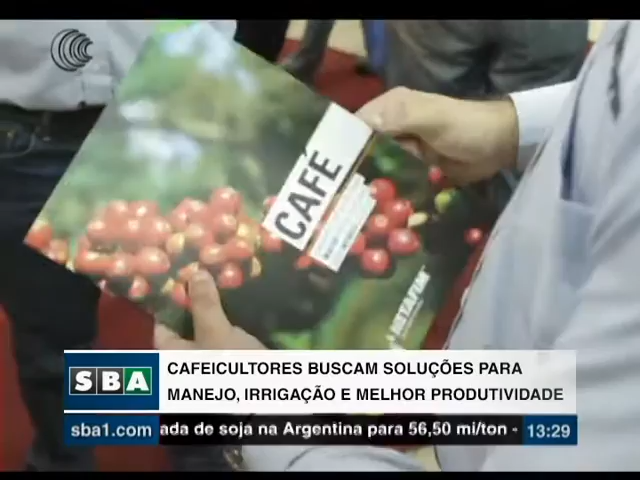 CAFÉ
SBA
CAFEICULTORES BUSCAM SOLUÇÕES PARA
MANEJO, IRRIGAÇÃO E MELHOR PRODUTIVIDADE
sba1.com
ada de soja na Argentina para 56,50 mi/ton -
13:29